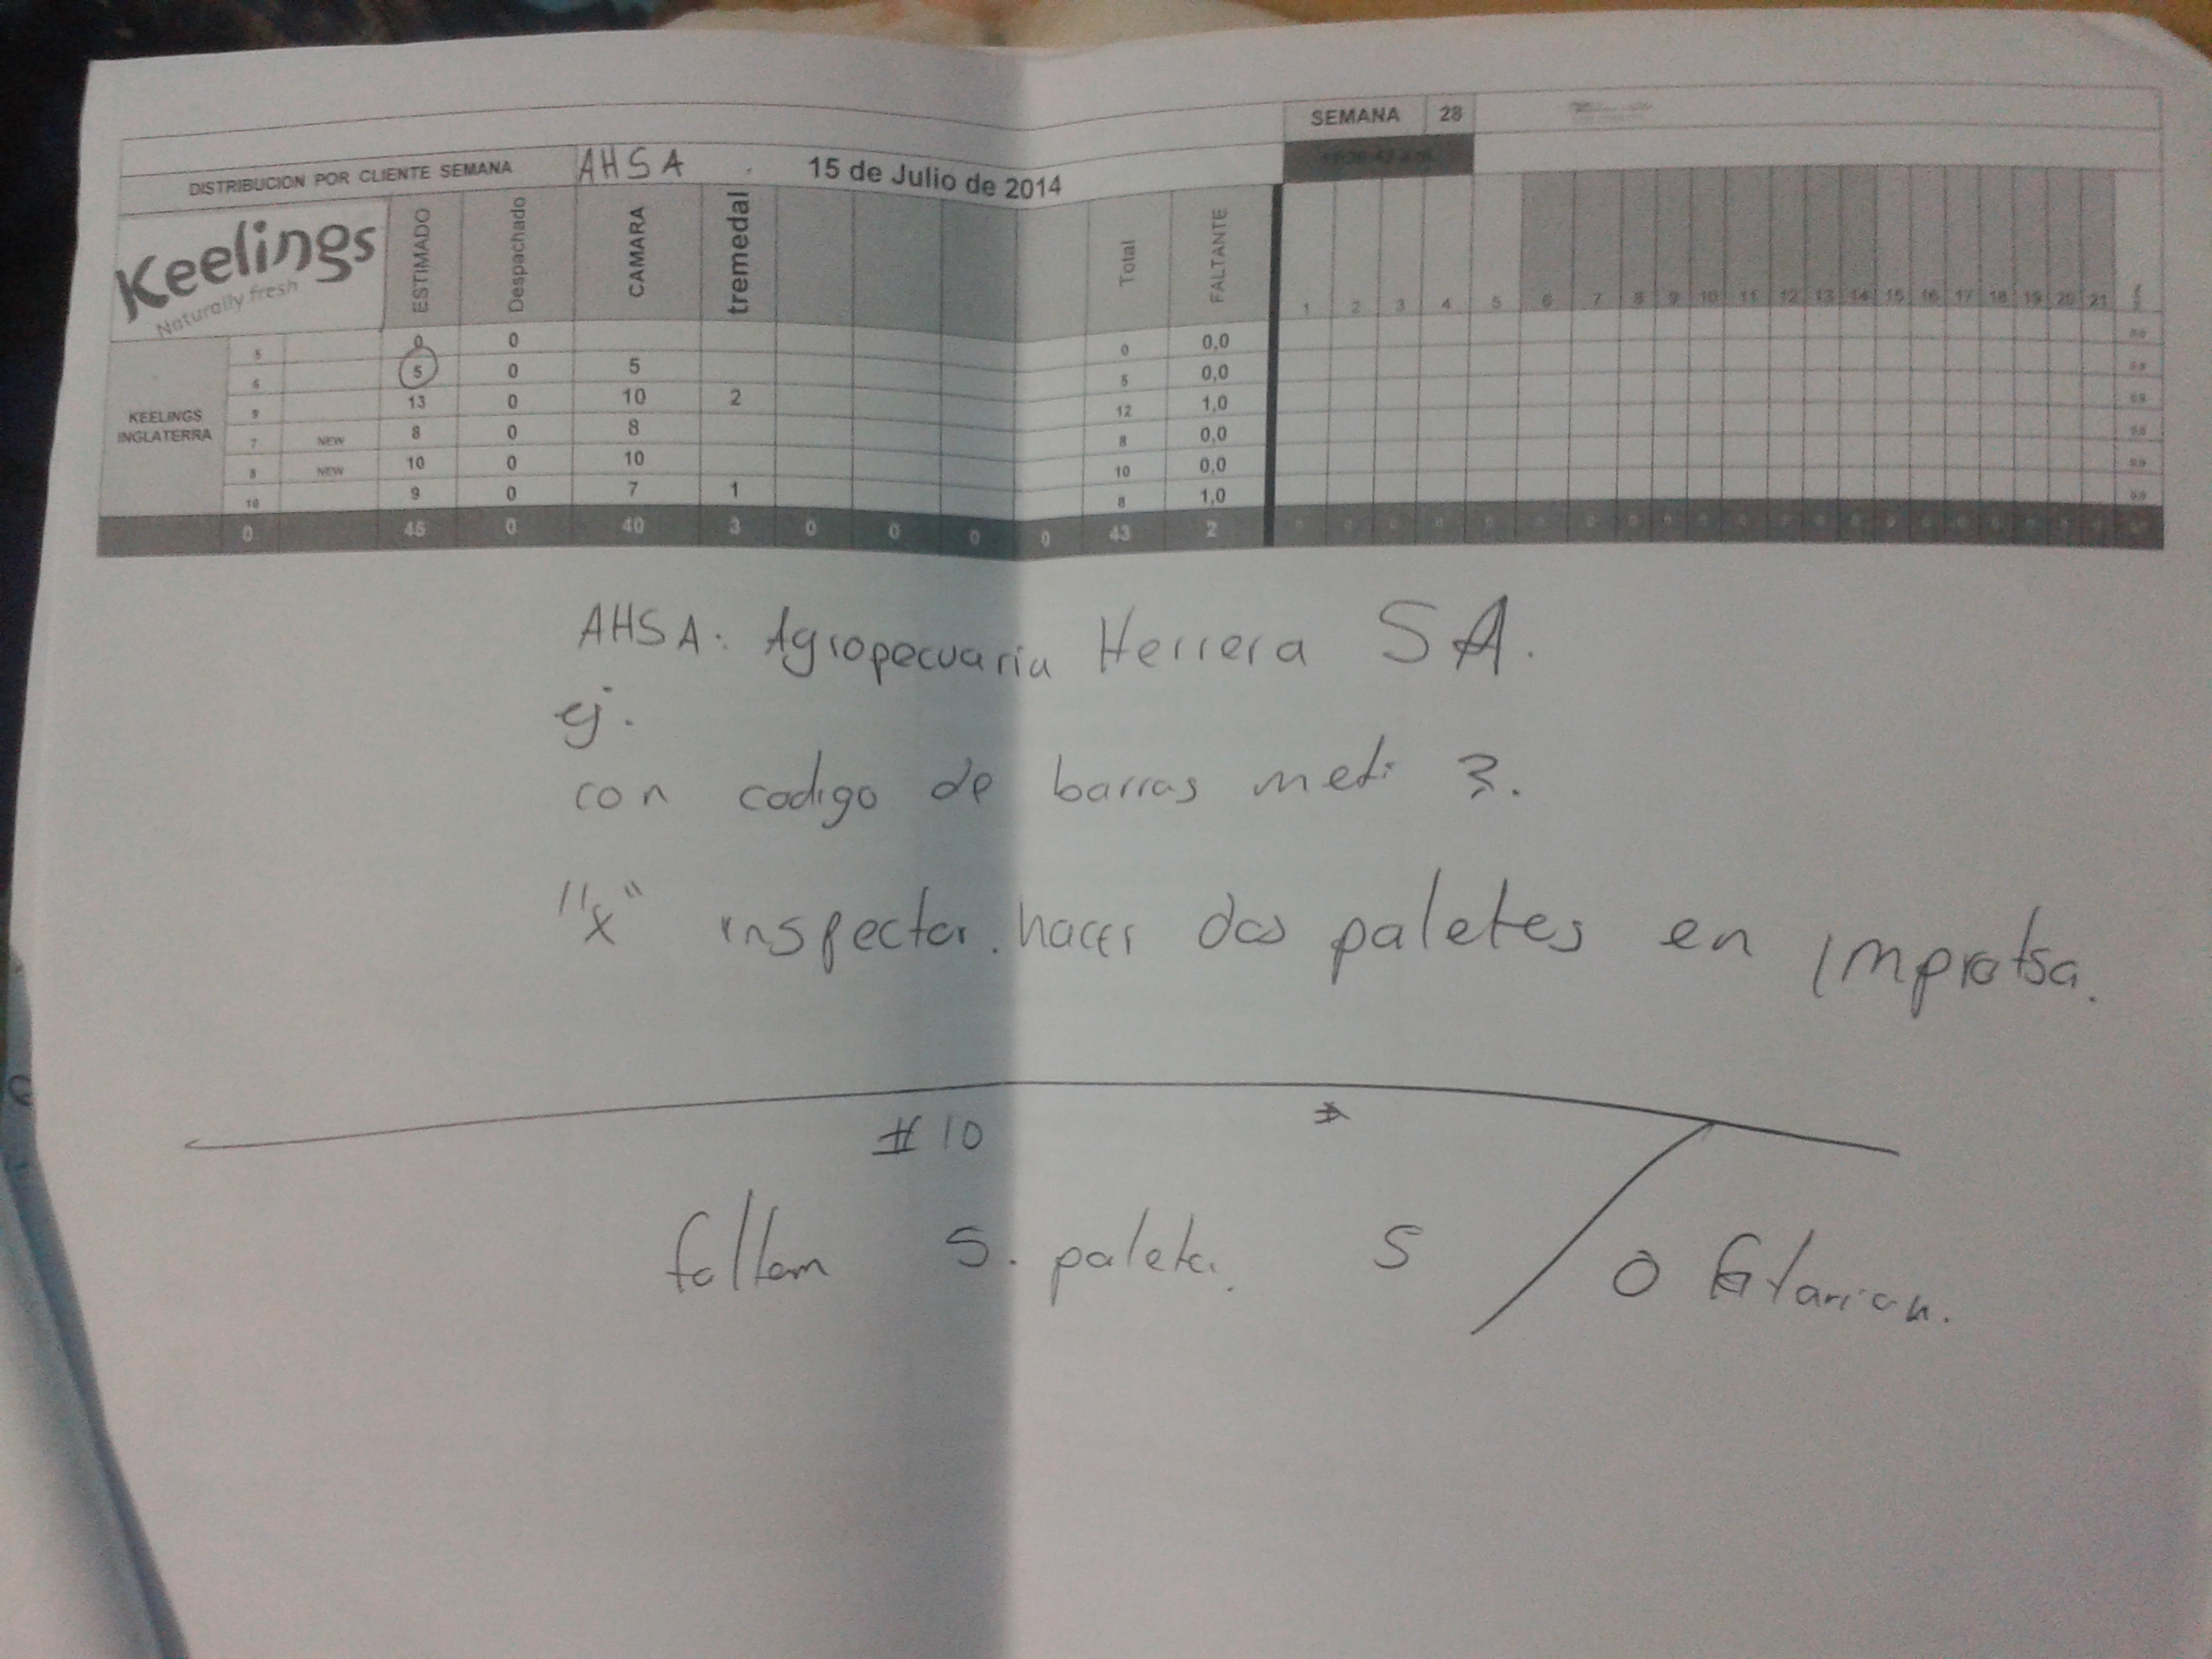 SEMANA 28
DISTRIBUCION POR CLIENTE SEMANA AHSA 15 de Julio de 2014
Keelings
Naturally fresh
ESTIMADO Despachado CAMARA tremedal Total FALTANTE 1 2 3 4 5 6 7 8 9 10 11 12 13 14 15 16 17 18 19 20 21
KEELINGS
INGLATERRA
5 0 0 0 0,0
6 5 0 5 5 0,0
9 13 0 10 2 12 1,0
7 NEW 8 0 8 8 0,0
8 NEW 10 0 10 10 0,0
10 9 0 7 1 8 1,0
0 45 0 40 3 0 0 0 0 43 2
AHSA: Agropecuaria Herrera SA.
ej.
con codigo de barras meti 3.
"x" inspector. hacer dos paletes en improtsa.
#10 #
faltam 5. paleta. 5 0 fatarian.